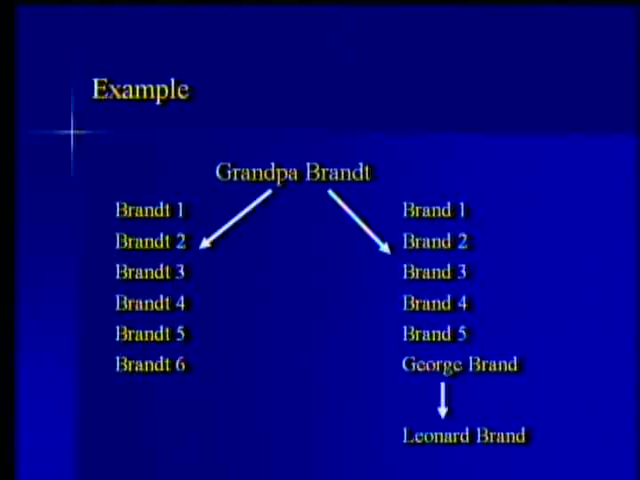 Example
Grandpa Brandt
Brandt 1
Brandt 2
Brandt 3
Brandt 4
Brandt 5
Brandt 6
Brand 1
Brand 2
Brand 3
Brand 4
Brand 5
George Brand
Leonard Brand